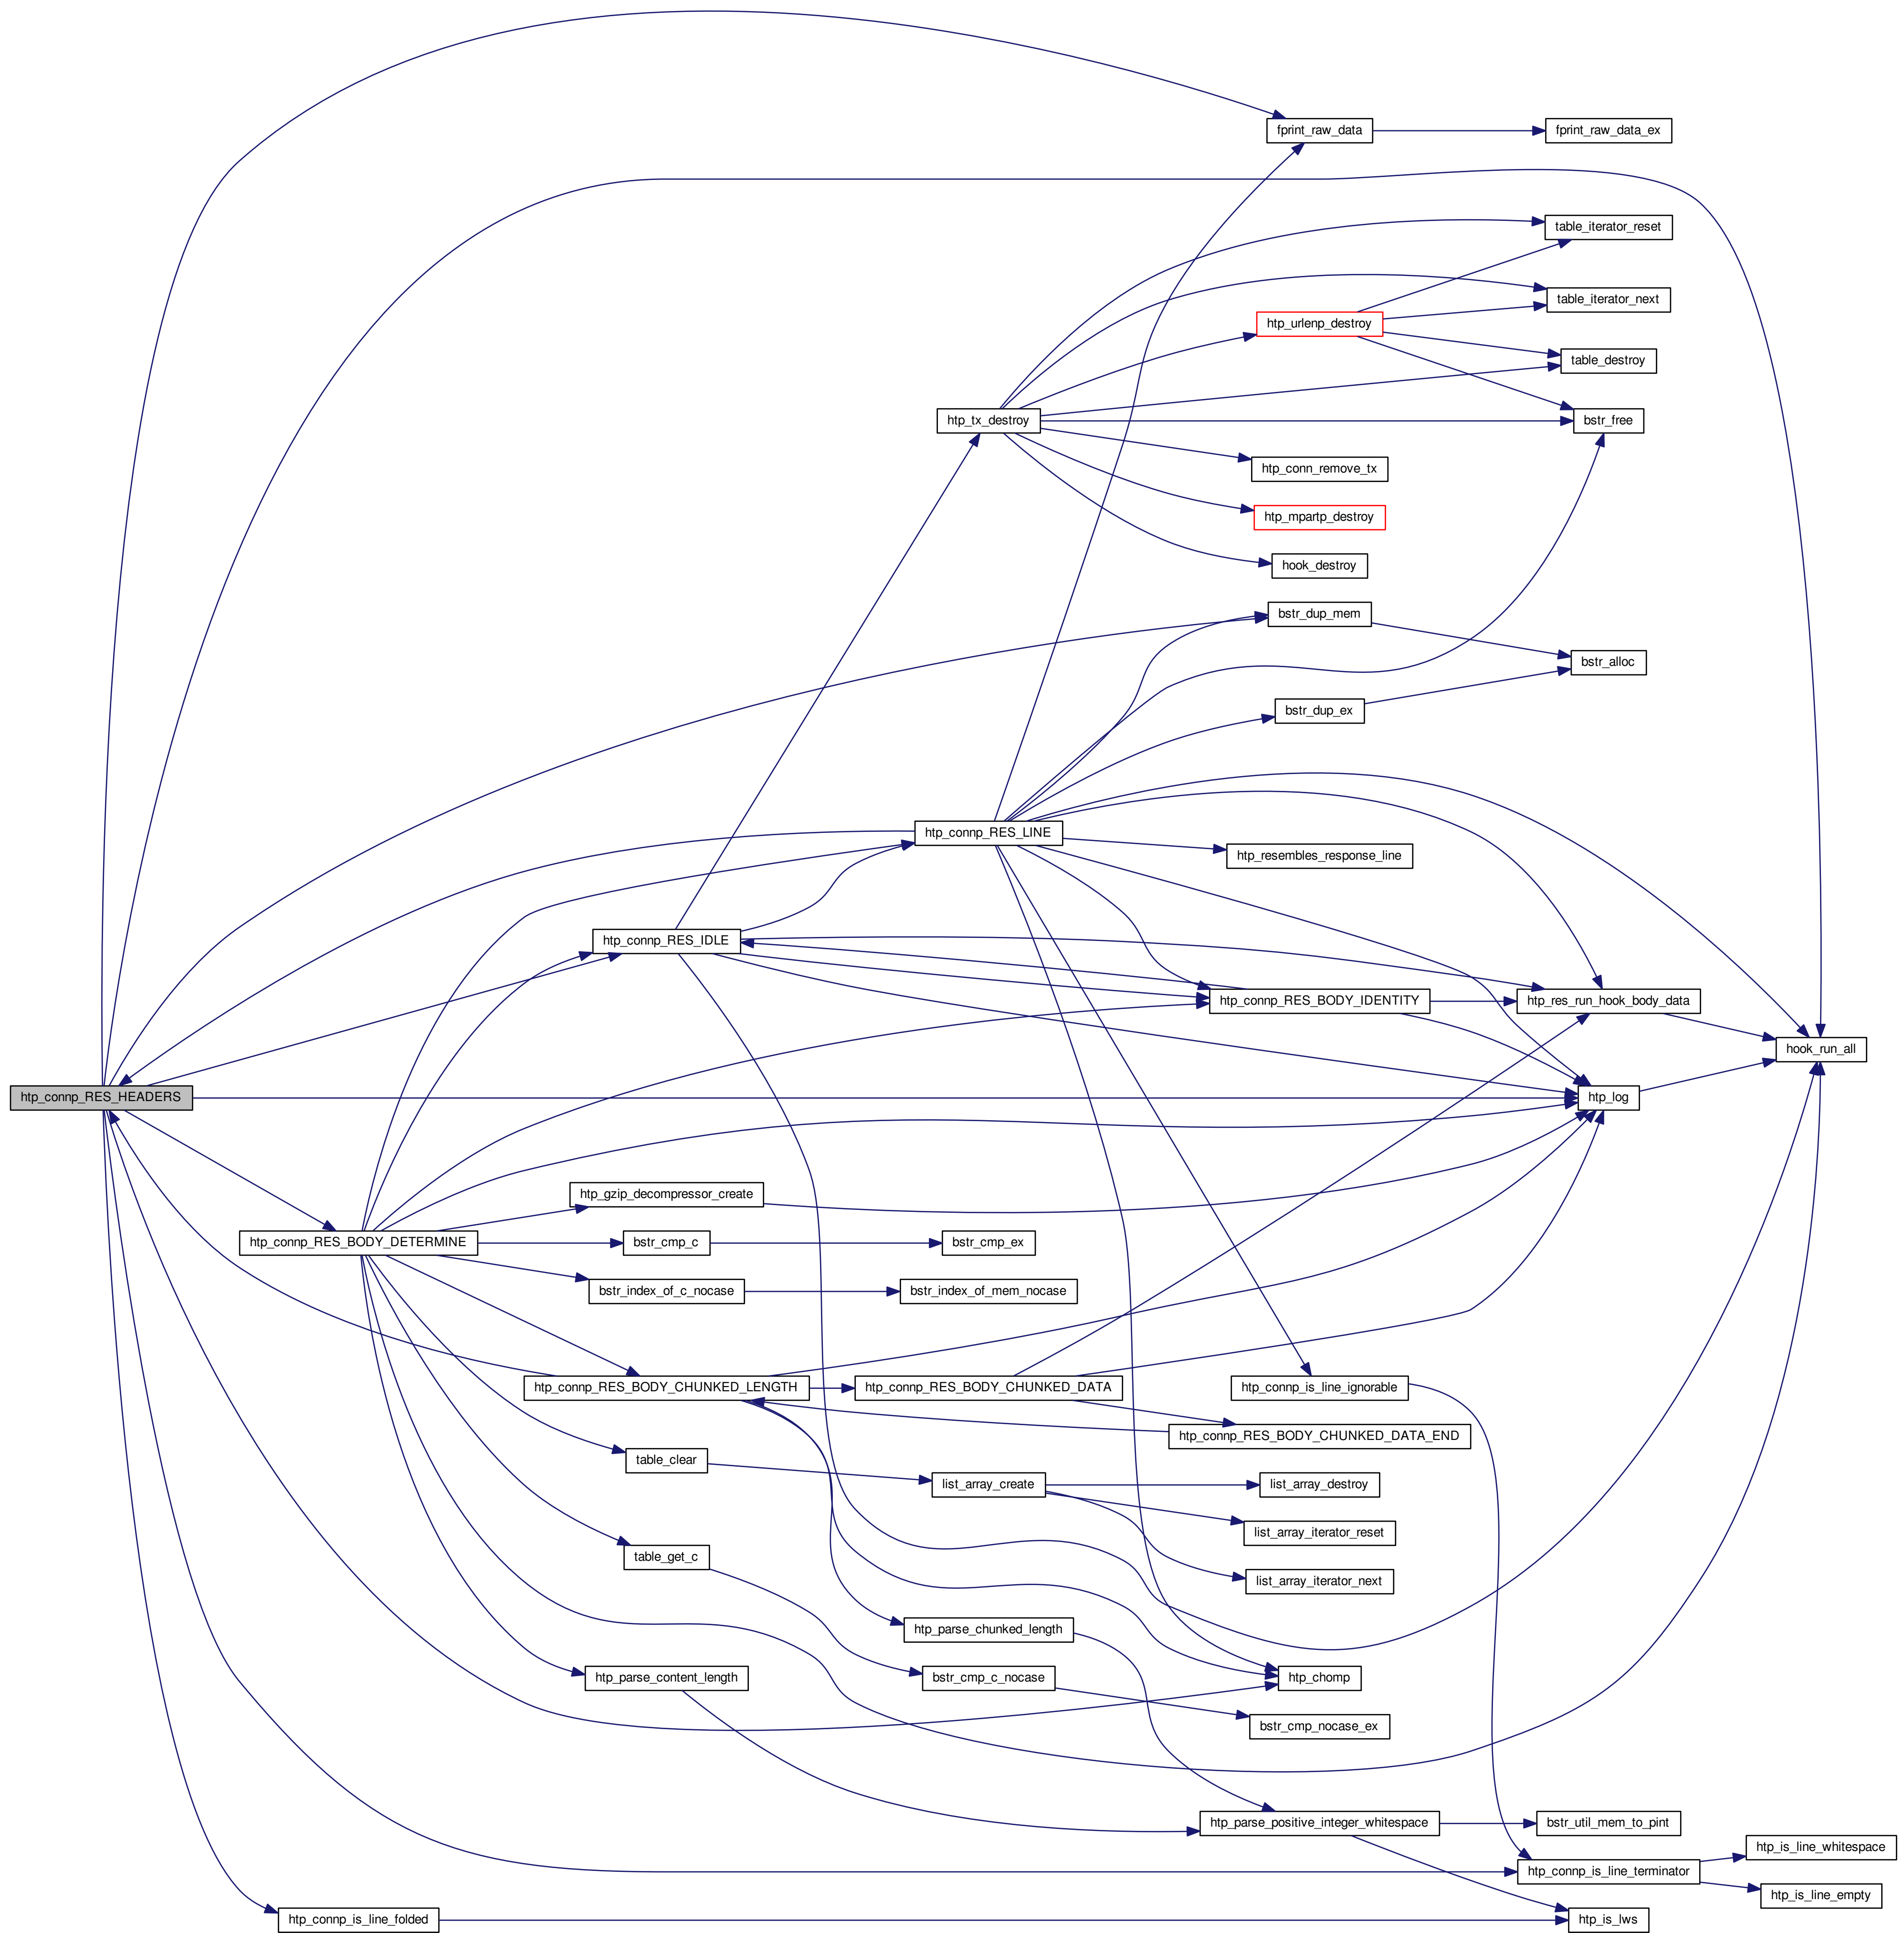 fprint_raw_data
fprint_raw_data_ex
table_iterator_reset
table_iterator_next
htp_urlenp_destroy
table_destroy
htp_tx_destroy
bstr_free
htp_conn_remove_tx
htp_mpartp_destroy
hook_destroy
bstr_dup_mem
bstr_alloc
bstr_dup_ex
htp_connp_RES_LINE
htp_resembles_response_line
htp_connp_RES_IDLE
htp_connp_RES_BODY_IDENTITY
htp_res_run_hook_body_data
hook_run_all
htp_connp_RES_HEADERS
htp_log
htp_gzip_decompressor_create
htp_connp_RES_BODY_DETERMINE
bstr_cmp_c
bstr_cmp_ex
bstr_index_of_c_nocase
bstr_index_of_mem_nocase
htp_connp_RES_BODY_CHUNKED_LENGTH
htp_connp_RES_BODY_CHUNKED_DATA
htp_connp_is_line_ignorable
htp_connp_RES_BODY_CHUNKED_DATA_END
table_clear
list_array_create
list_array_destroy
list_array_iterator_reset
table_get_c
list_array_iterator_next
htp_parse_chunked_length
htp_parse_content_length
bstr_cmp_c_nocase
htp_chomp
bstr_cmp_nocase_ex
htp_parse_positive_integer_whitespace
bstr_util_mem_to_pint
htp_is_line_whitespace
htp_connp_is_line_terminator
htp_is_line_empty
htp_connp_is_line_folded
htp_is_lws